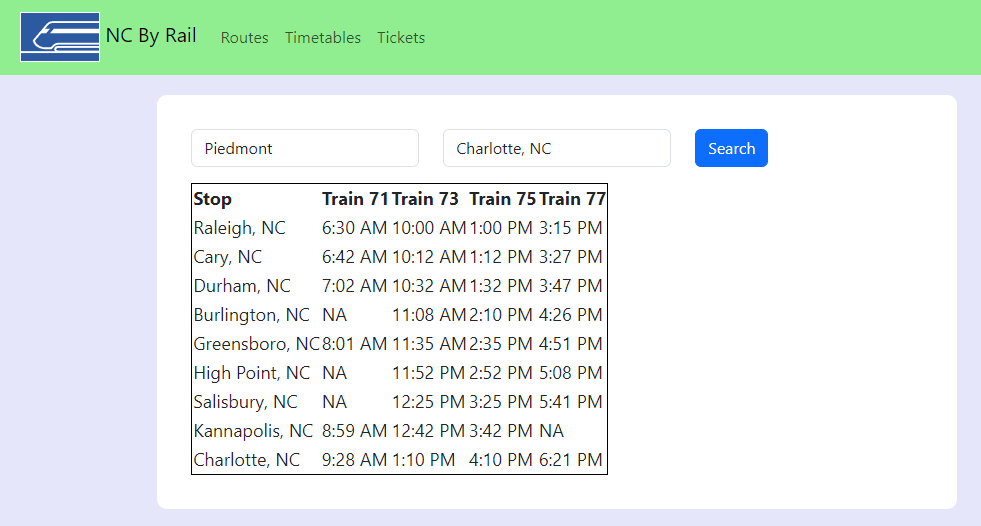 NC By Rail Routes Timetables Tickets
Piedmont Charlotte, NC Search
Stop Train 71 Train 73 Train 75 Train 77
Raleigh, NC 6:30 AM 10:00 AM 1:00 PM 3:15 PM
Cary, NC 6:42 AM 10:12 AM 1:12 PM 3:27 PM
Durham, NC 7:02 AM 10:32 AM 1:32 PM 3:47 PM
Burlington, NC NA 11:08 AM 2:10 PM 4:26 PM
Greensboro, NC 8:01 AM 11:35 AM 2:35 PM 4:51 PM
High Point, NC NA 11:52 PM 2:52 PM 5:08 PM
Salisbury, NC NA 12:25 PM 3:25 PM 5:41 PM
Kannapolis, NC 8:59 AM 12:42 PM 3:42 PM NA
Charlotte, NC 9:28 AM 1:10 PM 4:10 PM 6:21 PM